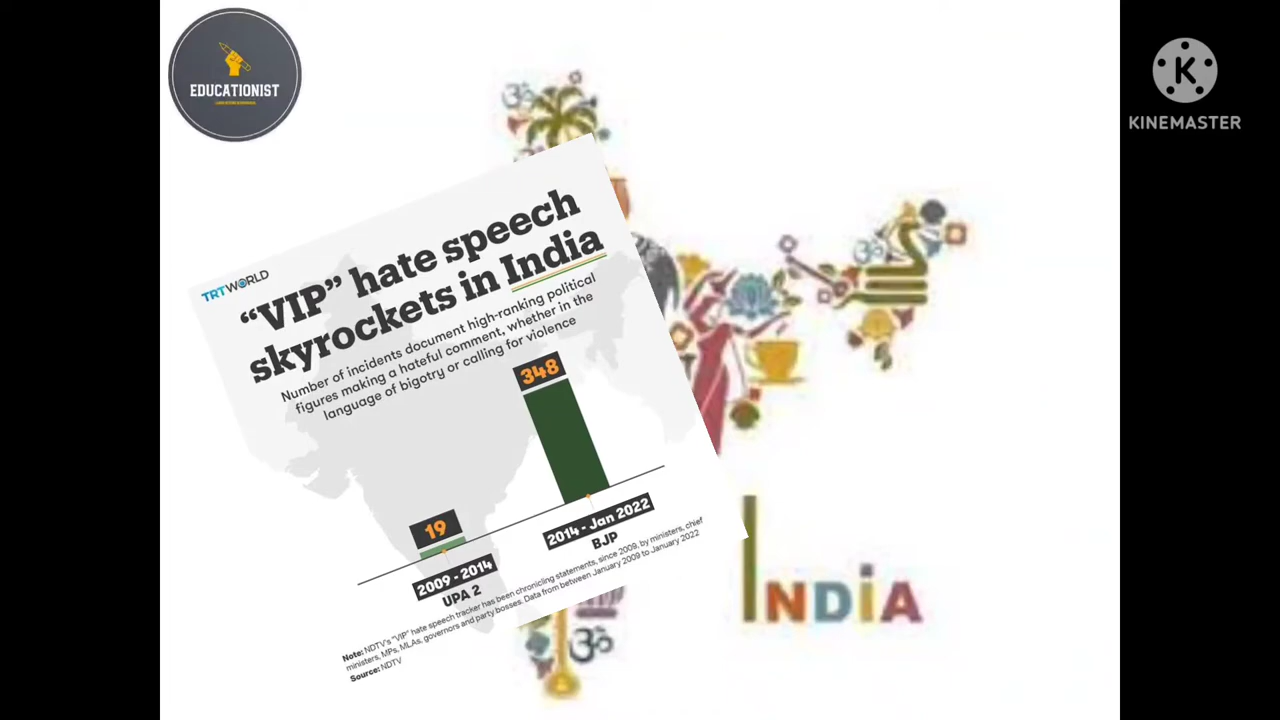 EDUCATIONIST
KINEMASTER
TRTWORLD
“VIP” hate speech
skyrockets in India
Number of incidents document high-ranking political
figures making a hateful comment, whether in the
language of bigotry or calling for violence
348
19
2014 - Jan 2022
BJP
2009 - 2014
UPA 2
Note: NDTV's “VIP” hate speech tracker has been chronicling statements, since 2009, by ministers, chief
ministers, MPs, MLAs, governors and party bosses. Data from between January 2009 to January 2022
Source: NDTV
ॐ
ॐ
ॐ
INDiA